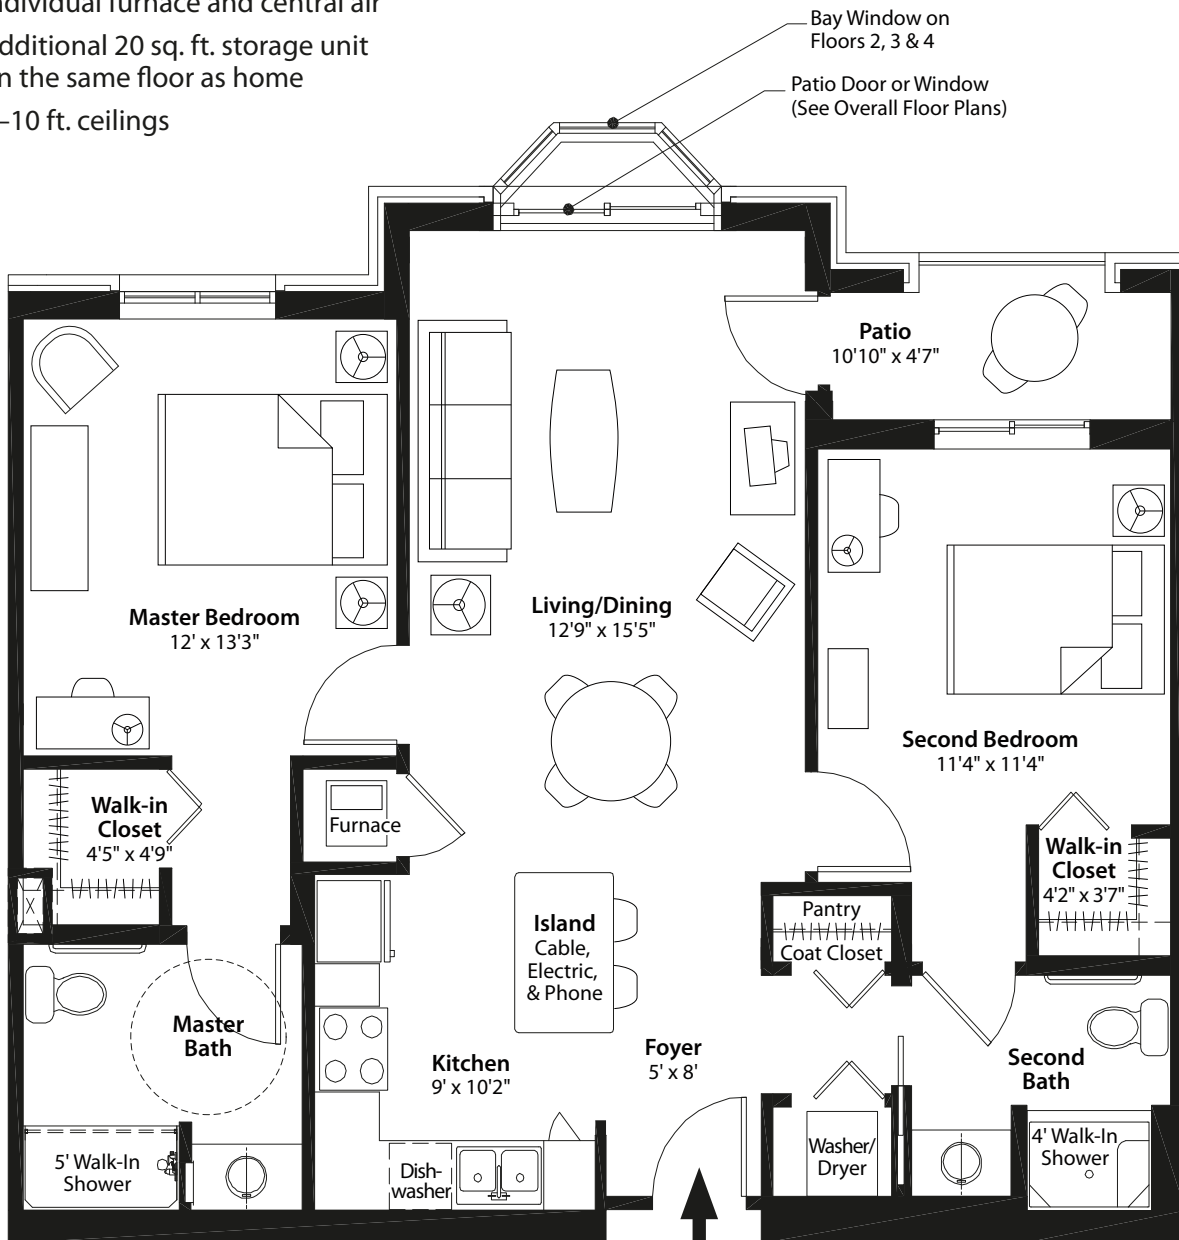 dividual furnace and central air
dditional 20 sq. ft. storage unit
n the same floor as home
–10 ft. ceilings
Bay Window on
Floors 2, 3 & 4
Patio Door or Window
(See Overall Floor Plans)
Patio
10'10" x 4'7"
Master Bedroom
12' x 13'3"
Living/Dining
12'9" x 15'5"
Second Bedroom
11'4" x 11'4"
Walk-in
Closet
4'5" x 4'9"
Furnace
Walk-in
Closet
4'2" x 3'7"
Island
Cable,
Electric,
& Phone
Pantry
Coat Closet
Master
Bath
Kitchen
9' x 10'2"
Foyer
5' x 8'
Second
Bath
5' Walk-In
Shower
Dish-
washer
Washer/
Dryer
4' Walk-In
Shower